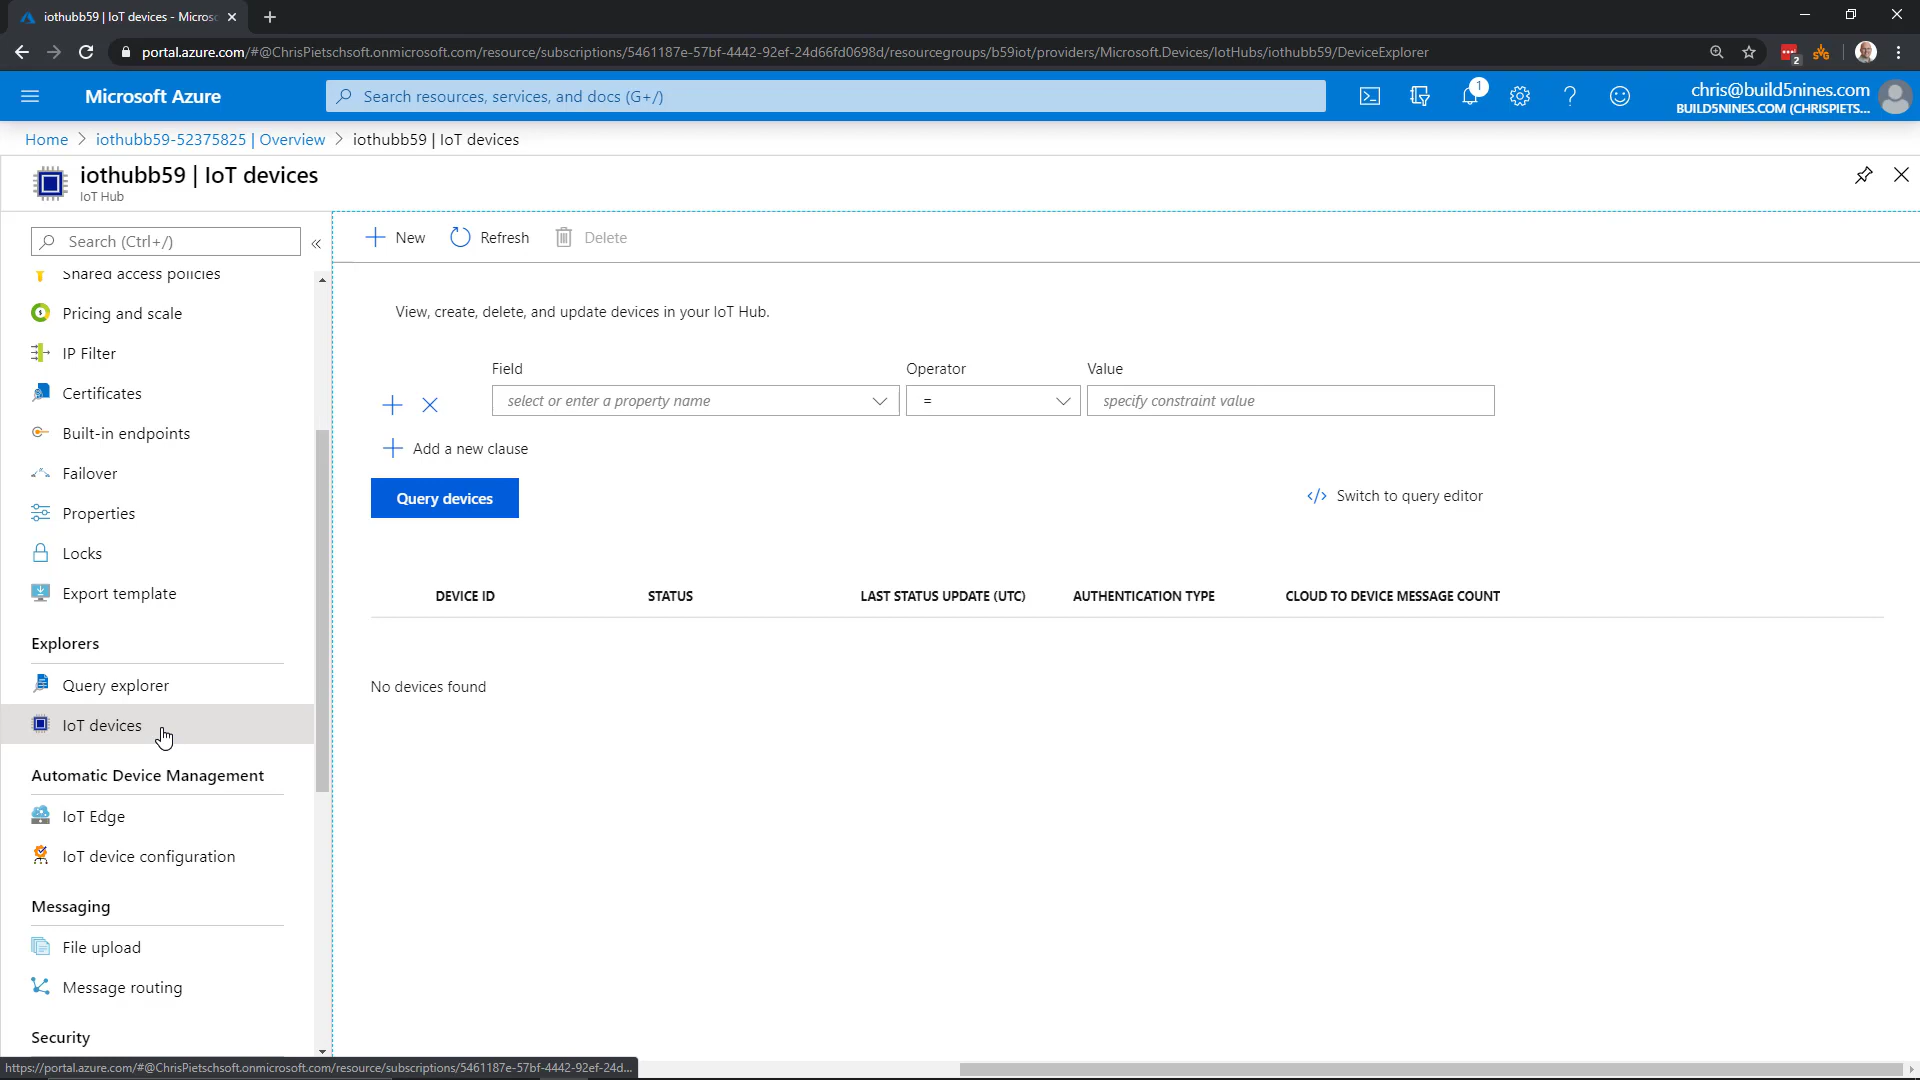 iothubb59 | IoT devices - Micros
portal.azure.com/#@ChrisPietschsoft.onmicrosoft.com/resource/subscriptions/5461187e-57bf-4442-92ef-24d66fd0698d/resourcegroups/b59iot/providers/Microsoft.Devices/IotHubs/iothubb59/DeviceExplorer
2
Microsoft Azure
Search resources, services, and docs (G+/)
1
chris@build5nines.com
BUILD5NINES.COM (CHRISPIETS...
Home > iothubb59-52375825 | Overview > iothubb59 | IoT devices
iothubb59 | IoT devices
IoT Hub
Search (Ctrl+/)
«
New
Refresh
Delete
Shared access policies
Pricing and scale
IP Filter
Certificates
Built-in endpoints
Failover
Properties
Locks
Export template
Explorers
Query explorer
IoT devices
Automatic Device Management
IoT Edge
IoT device configuration
Messaging
File upload
Message routing
Security
View, create, delete, and update devices in your IoT Hub.
Field Operator Value
select or enter a property name = specify constraint value
Add a new clause
Query devices
</> Switch to query editor
DEVICE ID STATUS LAST STATUS UPDATE (UTC) AUTHENTICATION TYPE CLOUD TO DEVICE MESSAGE COUNT
No devices found
https://portal.azure.com/#@ChrisPietschsoft.onmicrosoft.com/resource/subscriptions/5461187e-57bf-4442-92ef-24d...